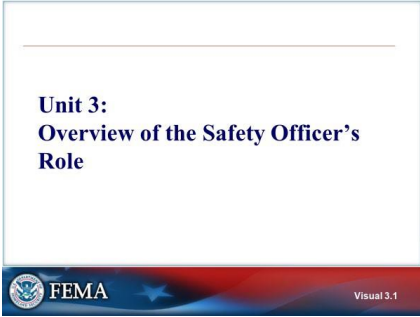 Unit 3:
Overview of the Safety Officer’s
Role
FEMA
Visual 3.1